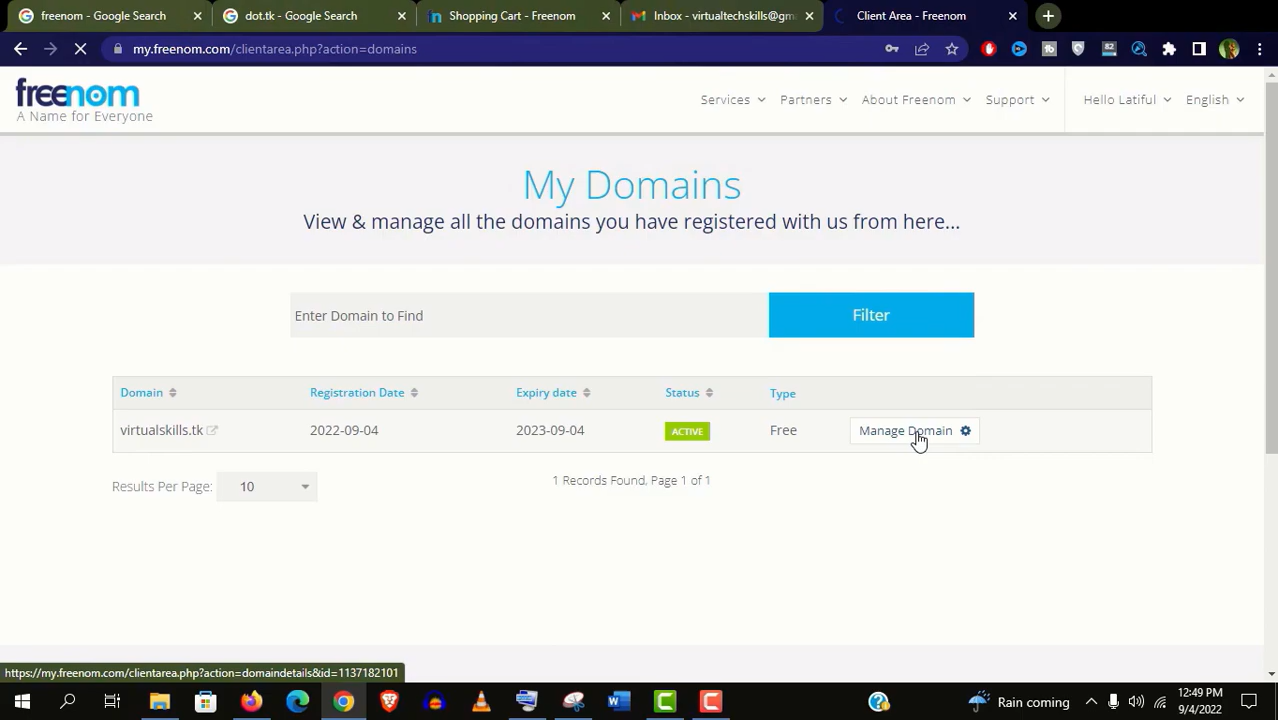 freenom - Google Search
dot.tk - Google Search
Shopping Cart - Freenom
Inbox - virtualtechskills@gm
Client Area - Freenom
my.freenom.com/clientarea.php?action=domains
82
freenom
A Name for Everyone
Services
Partners
About Freenom
Support
Hello Latiful
English
My Domains
View & manage all the domains you have registered with us from here...
Enter Domain to Find
Filter
Domain
Registration Date
Expiry date
Status
Type
virtualskills.tk
2022-09-04
2023-09-04
ACTIVE
Free
Manage Domain
Results Per Page:
10
1 Records Found, Page 1 of 1
https://my.freenom.com/clientarea.php?action=domaindetails&id=1137182101
Rain coming
12:49 PM
9/4/2022